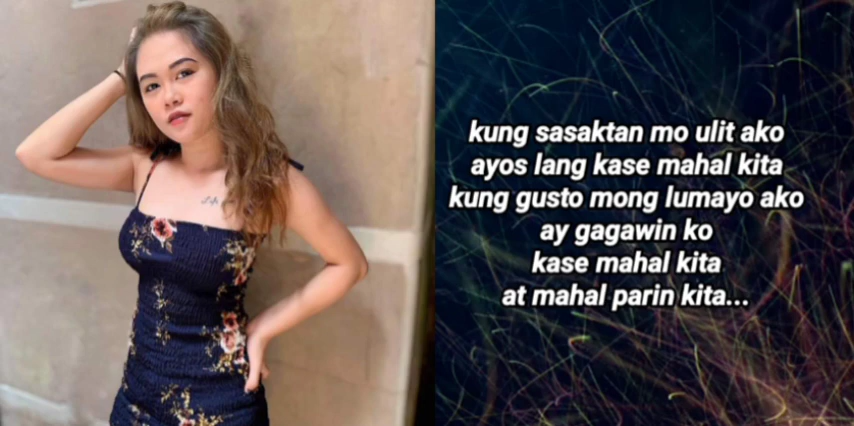 kung sasaktan mo ulit ako
ayos lang kase mahal kita
kung gusto mong lumayo ako
ay gagawin ko
kase mahal kita
at mahal parin kita...